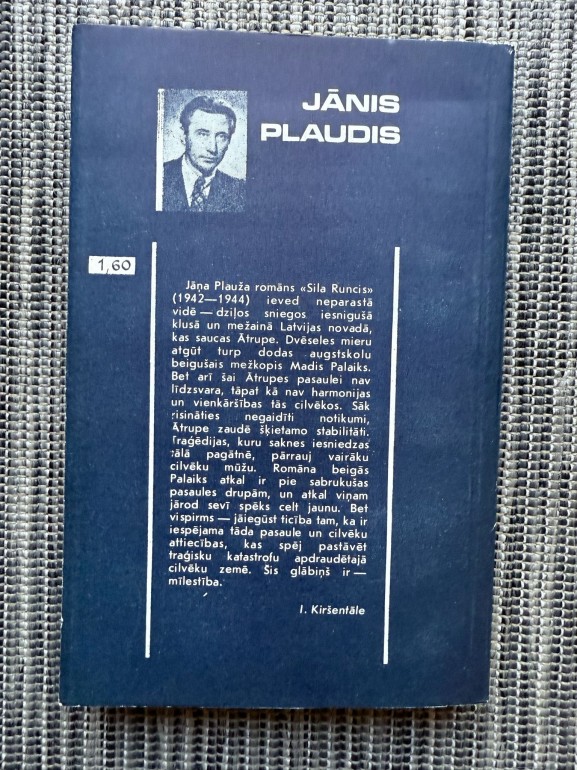 JĀNIS
PLAUDIS
1,60
Jāņa Plauža romāns «Sila Runcis»
(1942—1944) ieved neparastā
vidē — dziļos sniegos iesnigušā
klusā un mežainā Latvijas novadā,
kas saucas Ātrupe. Dvēseles mieru
atgūt turp dodas augstskolu
beigušais mežkopis Madis Palaiks.
Bet arī šai Ātrupes pasaulei nav
līdzsvara, tāpat kā nav harmonijas
un vienkāršības tās cilvēkos. Sāk
risināties negaidīti notikumi,
Ātrupe zaudē šķietamo stabilitāti.
Traģēdijas, kuru saknes iesniedzas
tālā pagātnē, pārrauj vairāku
cilvēku mūžu. Romāna beigās
Palaiks atkal ir pie sabrukušas
pasaules drupām, un atkal viņam
jārod sevī spēks celt jaunu. Bet
vispirms — jāiegūst ticība tam, ka ir
iespējama tāda pasaule un cilvēku
attiecības, kas spēj pastāvēt
traģisku katastrofu apdraudētajā
cilvēku zemē. Šis glābiņš ir —
mīlestība.
I. Kiršentāle